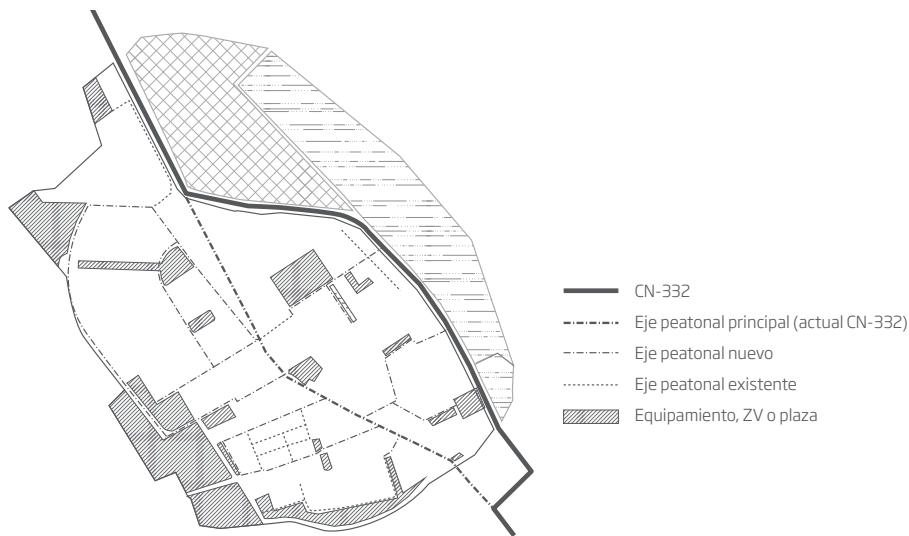 CN-332
Eje peatonal principal (actual CN-332)
Eje peatonal nuevo
Eje peatonal existente
Equipamiento, ZV o plaza